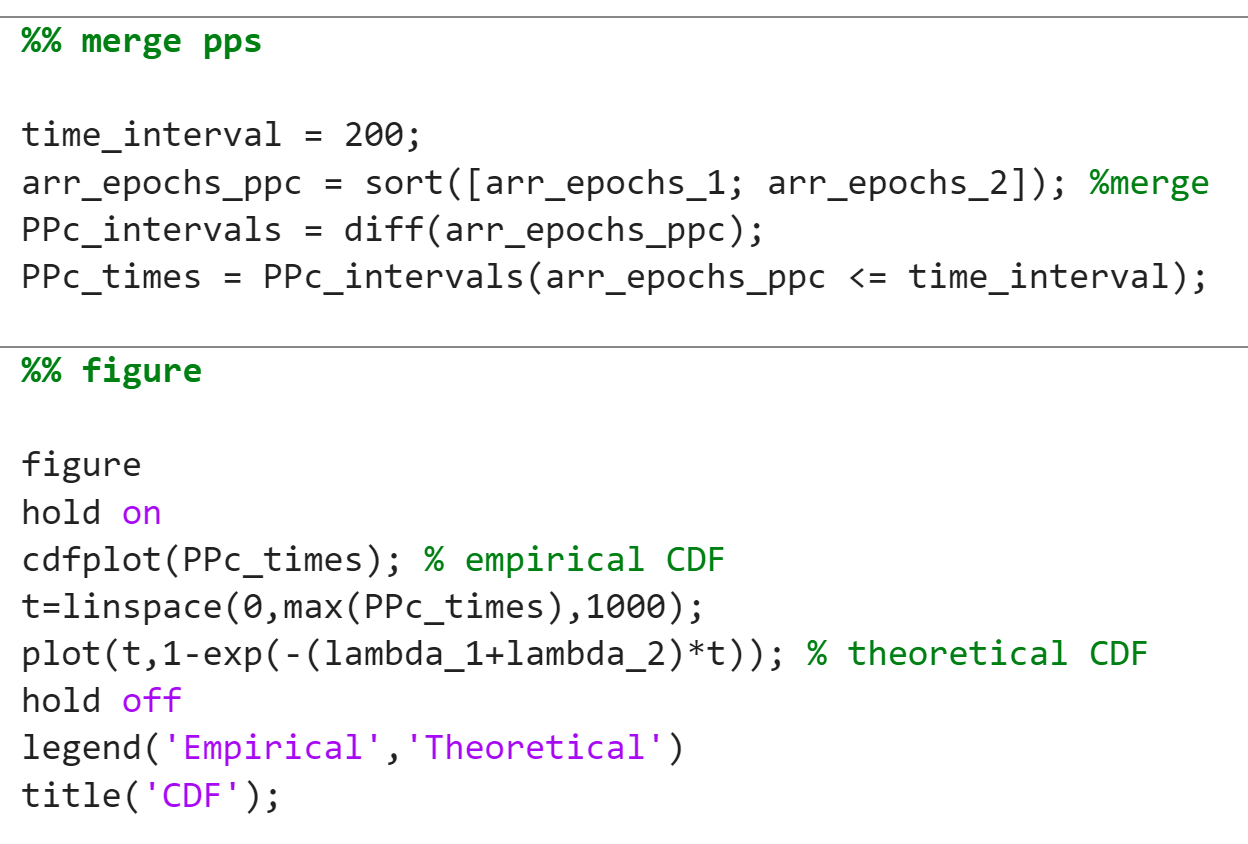 %% merge pps
time_interval = 200;
arr_epochs_ppc = sort([arr_epochs_1; arr_epochs_2]); %merge
PPc_intervals = diff(arr_epochs_ppc);
PPc_times = PPc_intervals(arr_epochs_ppc <= time_interval);
%% figure
figure
hold on
cdfplot(PPc_times); % empirical CDF
t=linspace(0,max(PPc_times),1000);
plot(t,1-exp(-(lambda_1+lambda_2)*t)); % theoretical CDF
hold off
legend('Empirical','Theoretical')
title('CDF');